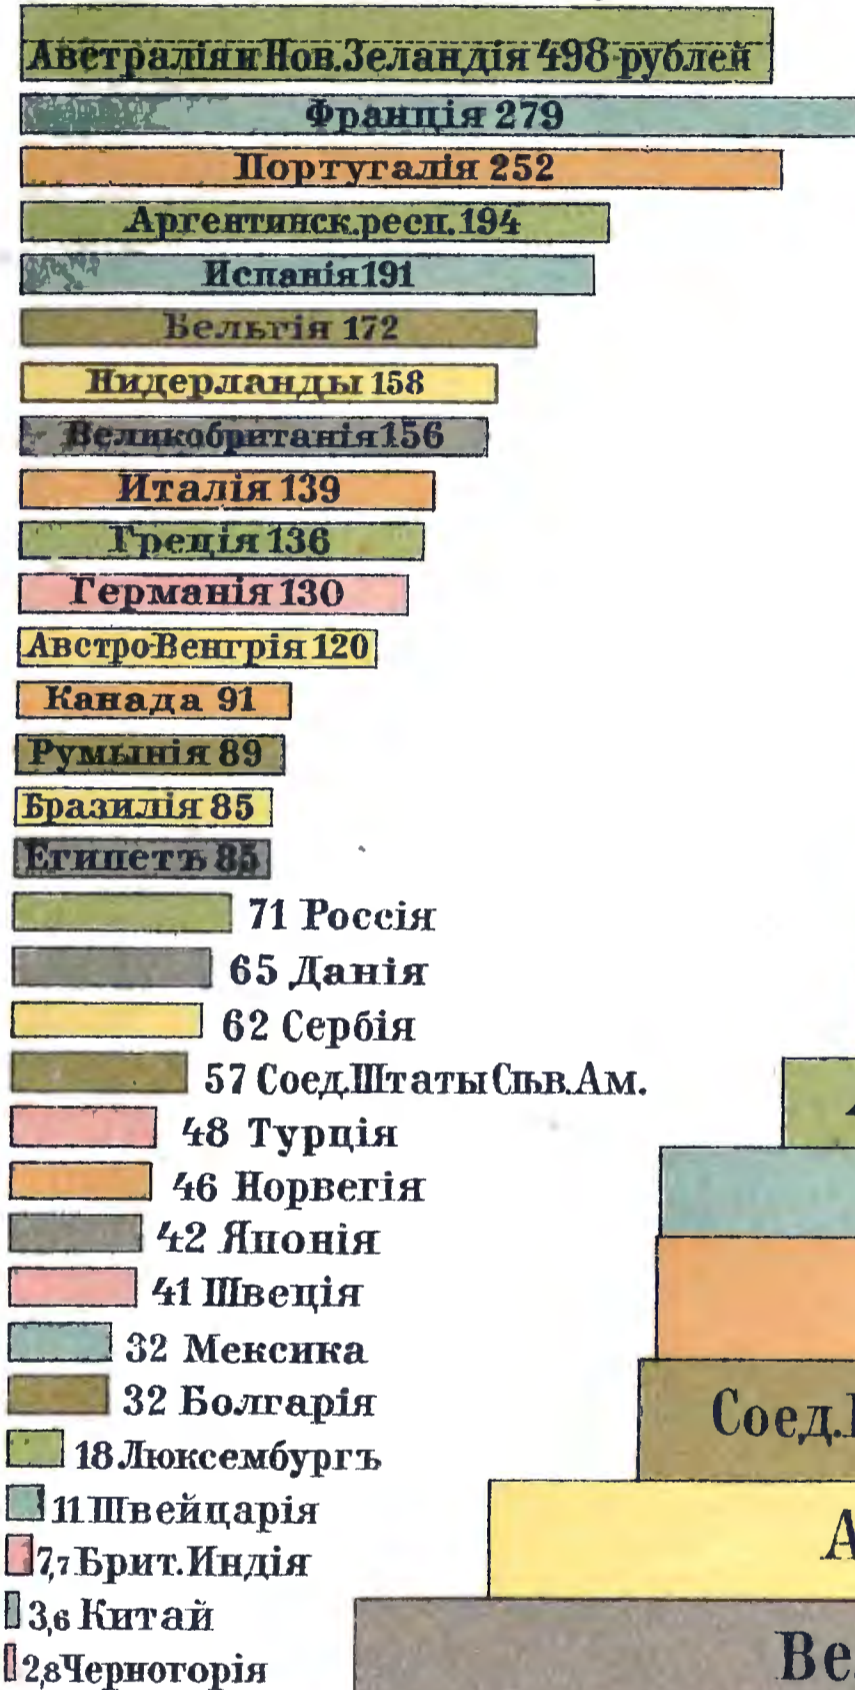 Австралія и Нов. Зеландія 498 рублей
Франція 279
Португалія 252
Аргентинск. респ. 194
Испанія 191
Бельгія 172
Нидерланды 158
Великобританія 156
Италія 139
Греція 136
Германія 130
Австро-Венгрія 120
Канада 91
Румынія 89
Бразилія 85
Египетъ 85
71 Россія
65 Данія
62 Сербія
57 Соед. Штаты Сѣв. Ам.
48 Турція
46 Норвегія
42 Японія
41 Швеція
32 Мексика
32 Болгарія
Соед.
18 Люксембургъ
11 Швейцарія
А
7,7 Брит. Индія
3,6 Китай
Ве
2,8 Черногорія